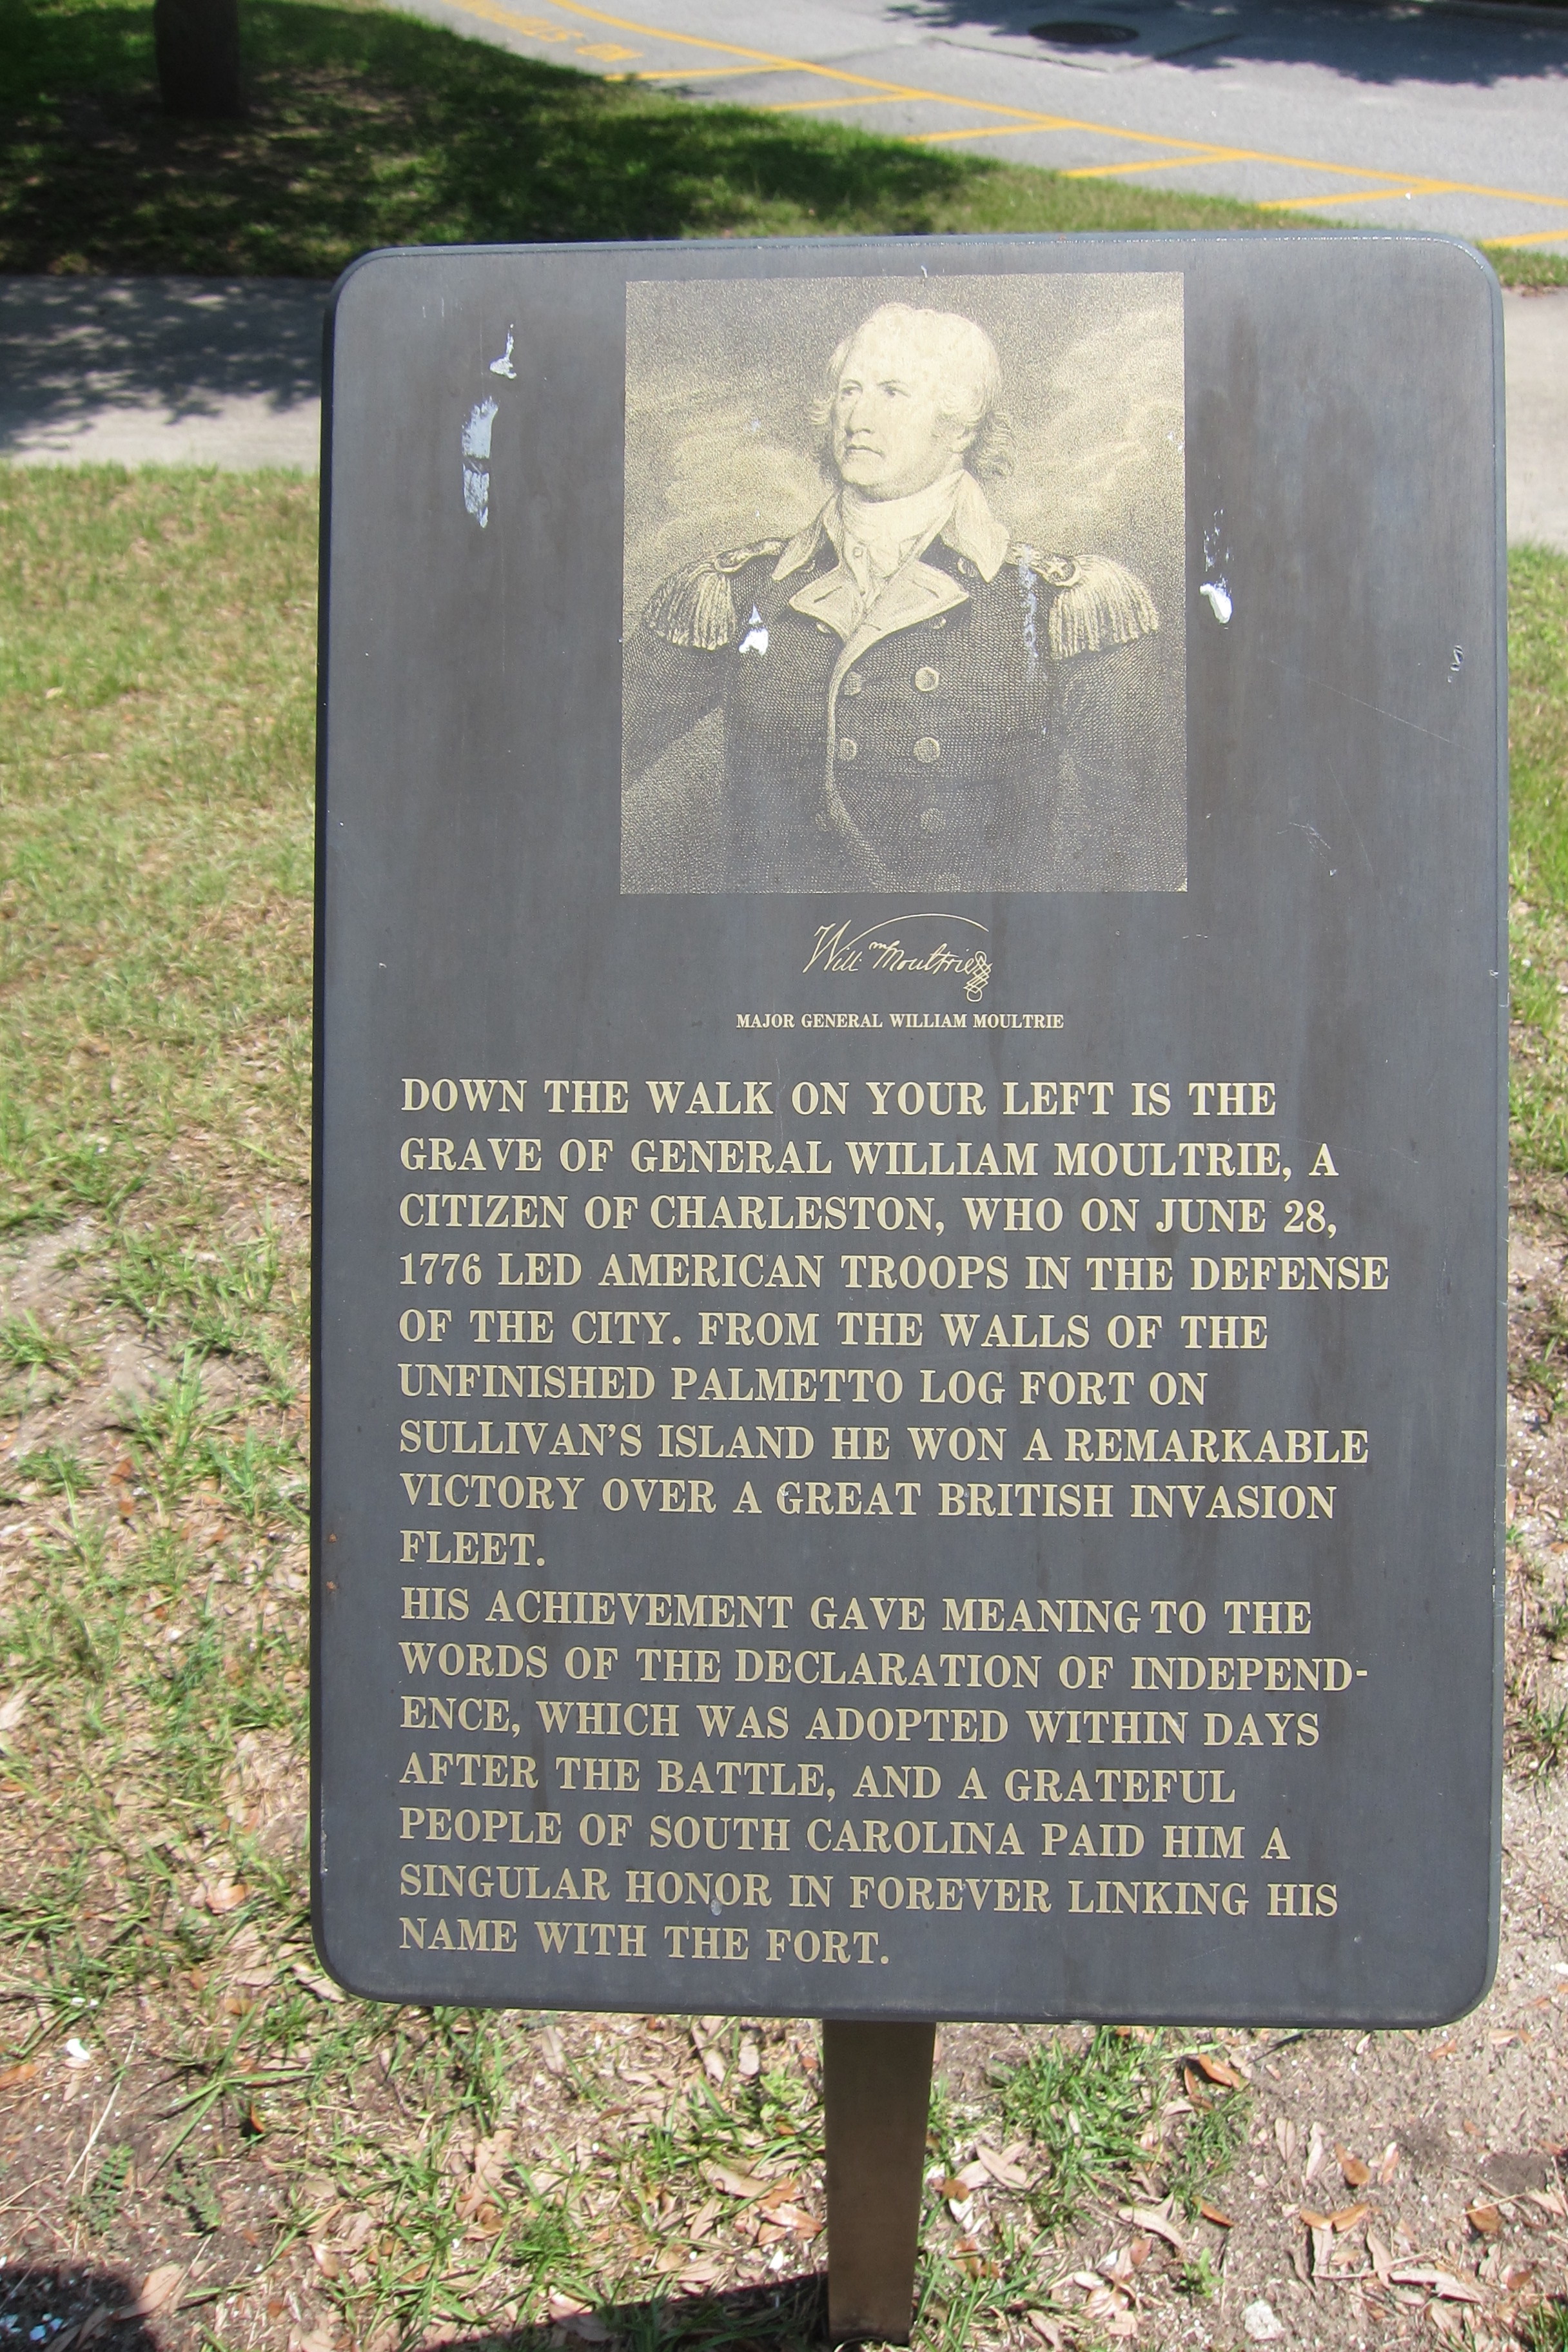 NO STOPPING
Will.m Moultrie
MAJOR GENERAL WILLIAM MOULTRIE
DOWN THE WALK ON YOUR LEFT IS THE
GRAVE OF GENERAL WILLIAM MOULTRIE, A
CITIZEN OF CHARLESTON, WHO ON JUNE 28,
1776 LED AMERICAN TROOPS IN THE DEFENSE
OF THE CITY. FROM THE WALLS OF THE
UNFINISHED PALMETTO LOG FORT ON
SULLIVAN'S ISLAND HE WON A REMARKABLE
VICTORY OVER A GREAT BRITISH INVASION
FLEET.
HIS ACHIEVEMENT GAVE MEANING TO THE
WORDS OF THE DECLARATION OF INDEPEND-
ENCE, WHICH WAS ADOPTED WITHIN DAYS
AFTER THE BATTLE, AND A GRATEFUL
PEOPLE OF SOUTH CAROLINA PAID HIM A
SINGULAR HONOR IN FOREVER LINKING HIS
NAME WITH THE FORT.